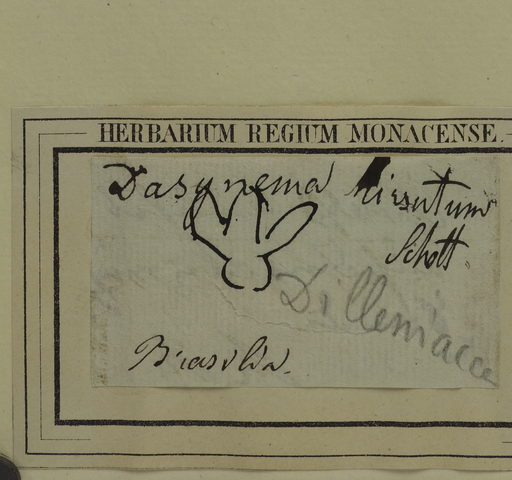 HERBARIUM REGIUM MONACENSE.
Dasynema hirsutum
Schott.
Dilleniacea
Brasilia.